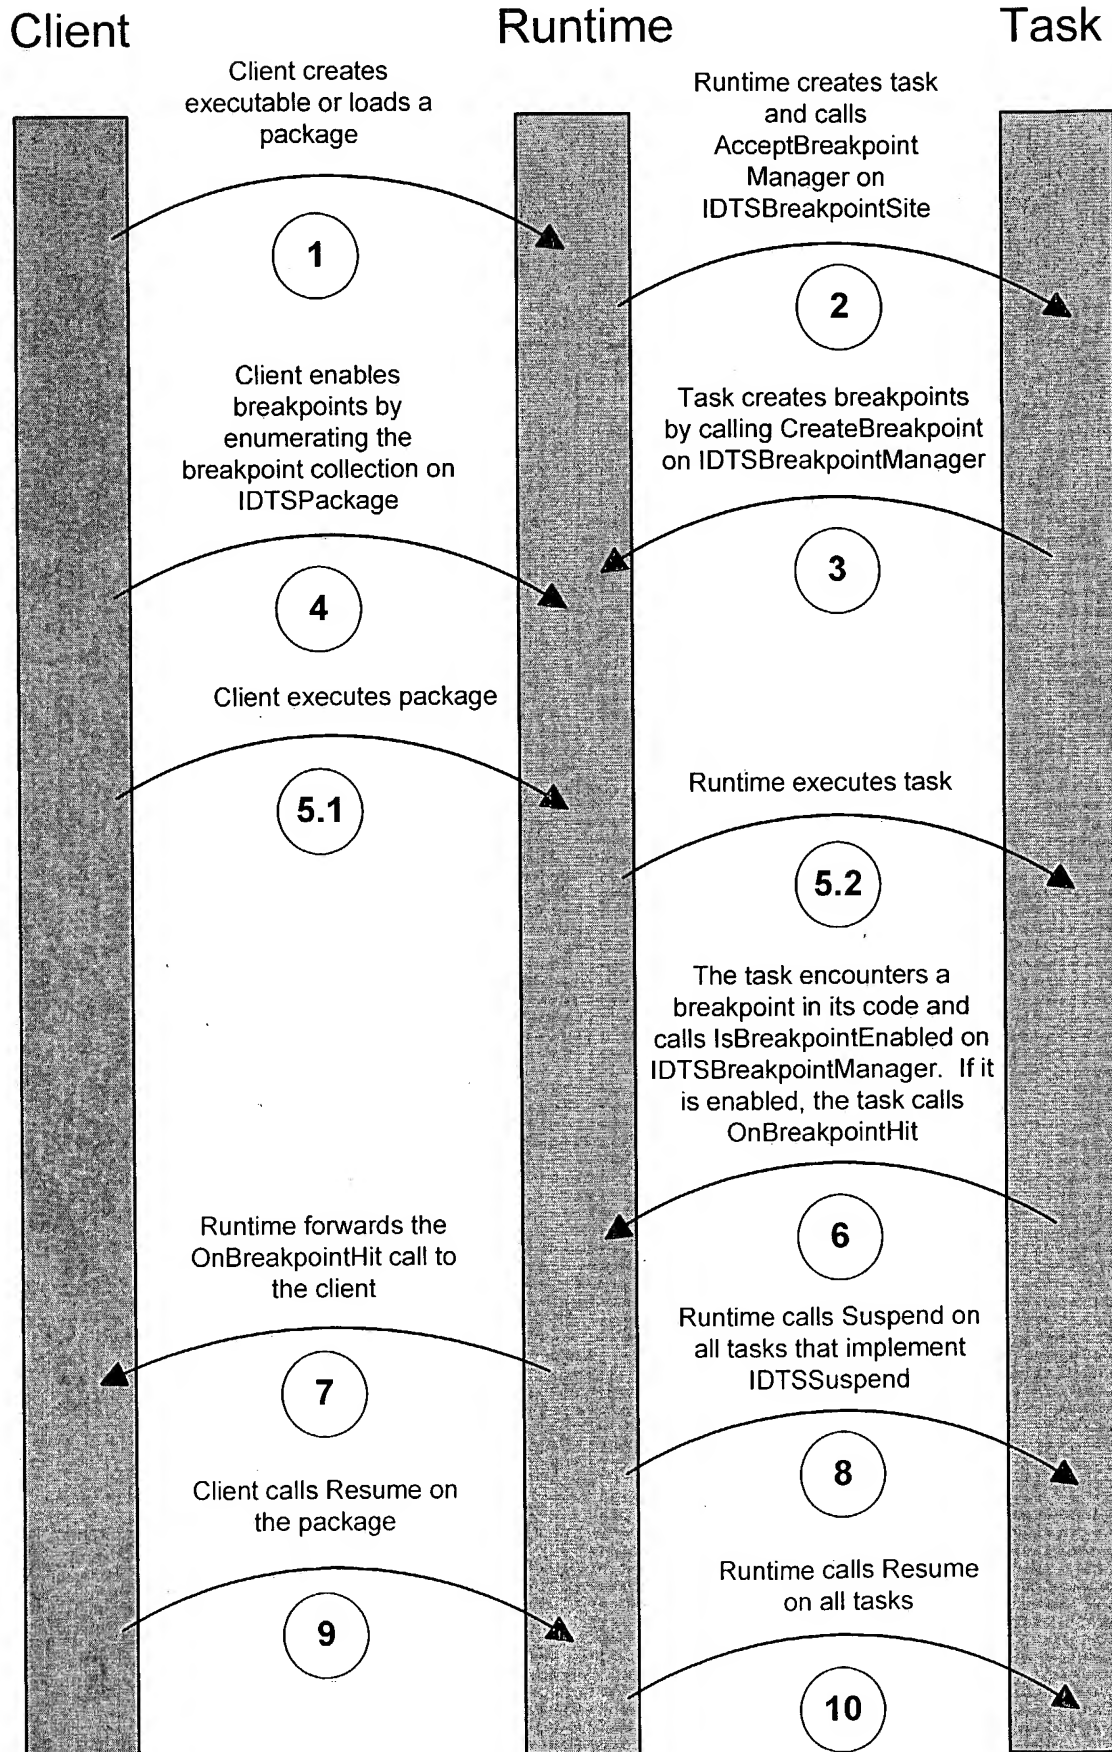 Client
Runtime
Task
Client creates
executable or loads a
package
1
Runtime creates task
and calls
AcceptBreakpoint
Manager on
IDTSBreakpointSite
2
Task creates breakpoints
by calling CreateBreakpoint
on IDTSBreakpointManager
3
Client enables
breakpoints by
enumerating the
breakpoint collection on
IDTSPackage
4
Client executes package
5.1
Runtime executes task
5.2
The task encounters a
breakpoint in its code and
calls IsBreakpointEnabled on
IDTSBreakpointManager. If it
is enabled, the task calls
OnBreakpointHit
6
Runtime forwards the
OnBreakpointHit call to
the client
7
Runtime calls Suspend on
all tasks that implement
IDTSSuspend
8
Client calls Resume on
the package
9
Runtime calls Resume
on all tasks
10